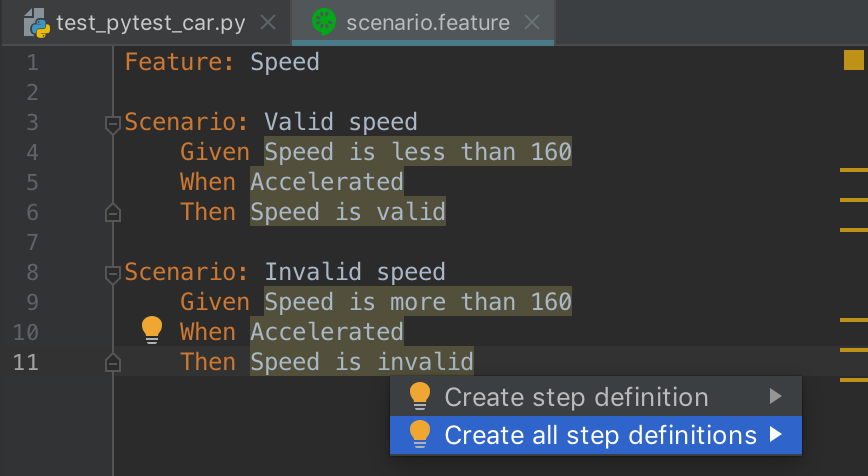 test_pytest_car.py scenario.feature
1 Feature: Speed
2
3 Scenario: Valid speed
4 Given Speed is less than 160
5 When Accelerated
6 Then Speed is valid
7
8 Scenario: Invalid speed
9 Given Speed is more than 160
10 When Accelerated
11 Then Speed is invalid
Create step definition
Create all step definitions